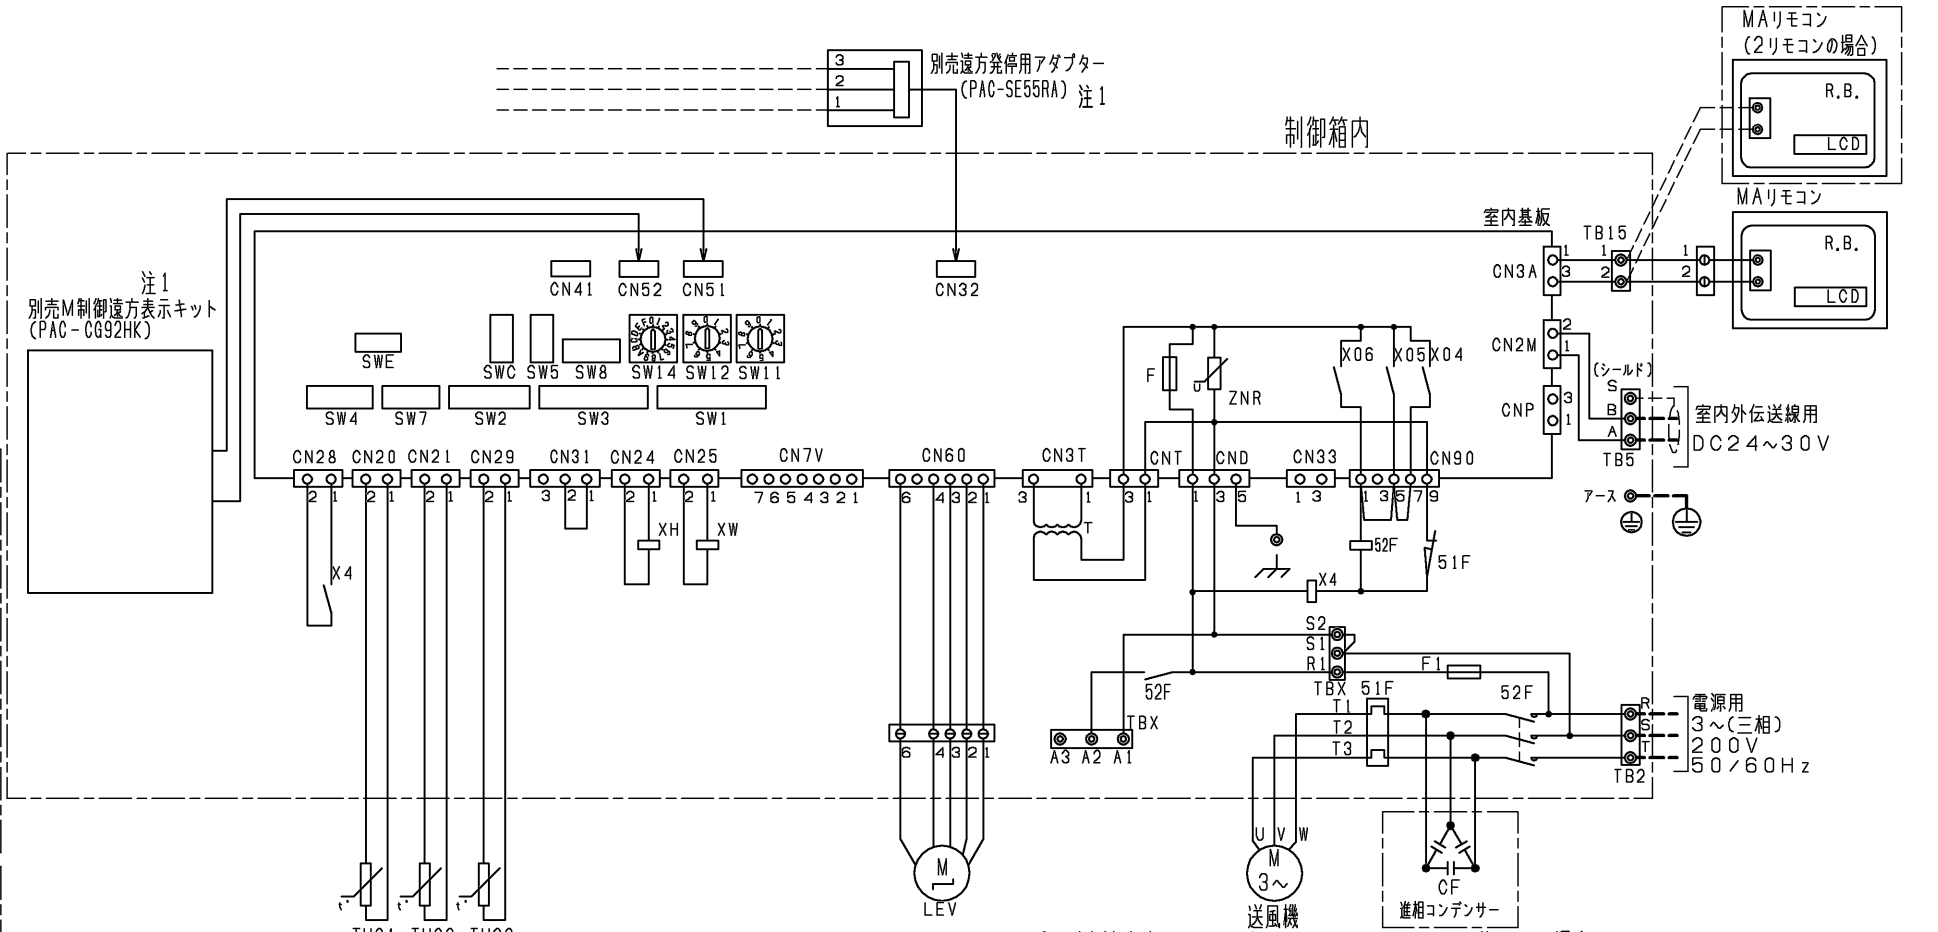 MAリモコン
(2リモコンの場合)
R.B.
LCD
3
2
1
別売遠方発停用アダプター
(PAC-SE55RA) 注1
制御箱内
MAリモコン
R.B.
LCD
室内基板
TB15
CN3A
1
3
1
2
1
2
注1
別売M制御遠方表示キット
(PAC-CG92HK)
CN41 CN52 CN51
CN32
SWE
SWC SW5 SW8 SW14 SW12 SW11
SW4 SW7 SW2 SW3 SW1
F
U
ZNR
X06 X05 X04
CN2M
2
1
CNP
3
1
(シールド)
S
B
A
TB5
室内外伝送線用
DC24~30V
アース
CN28 CN20 CN21 CN29 CN31 CN24 CN25 CN7V CN60 CN3T CNT CND CN33 CN90
2 1 2 1 2 1 2 1 3 2 1 2 1 2 1 7 6 5 4 3 2 1 6 4 3 2 1 3 1 3 1 1 3 5 1 3 1 3 5 7 9
X4
XH XW
T
52F
51F
X4
S2
S1
R1
TBX
F1
52F
TBX
A3 A2 A1
51F
T1
T2
T3
52F
R
S
T
TB2
電源用
3~(三相)
200V
50/60Hz
6 4 3 2 1
M
LEV
U V W
M
3~
送風機
CF
進相コンデンサー
t°
t°
t°